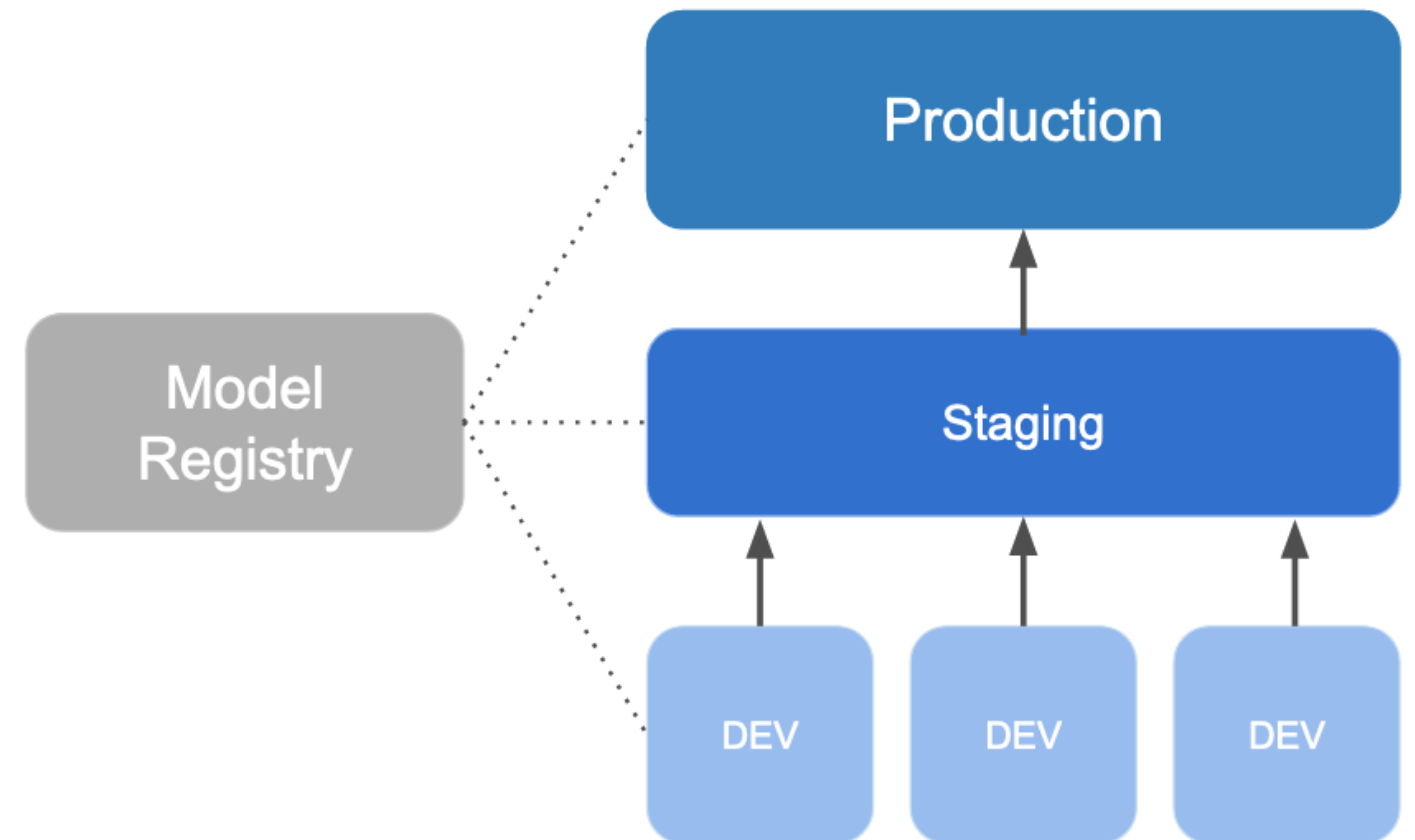 Production
Model
Registry
Staging
DEV
DEV
DEV